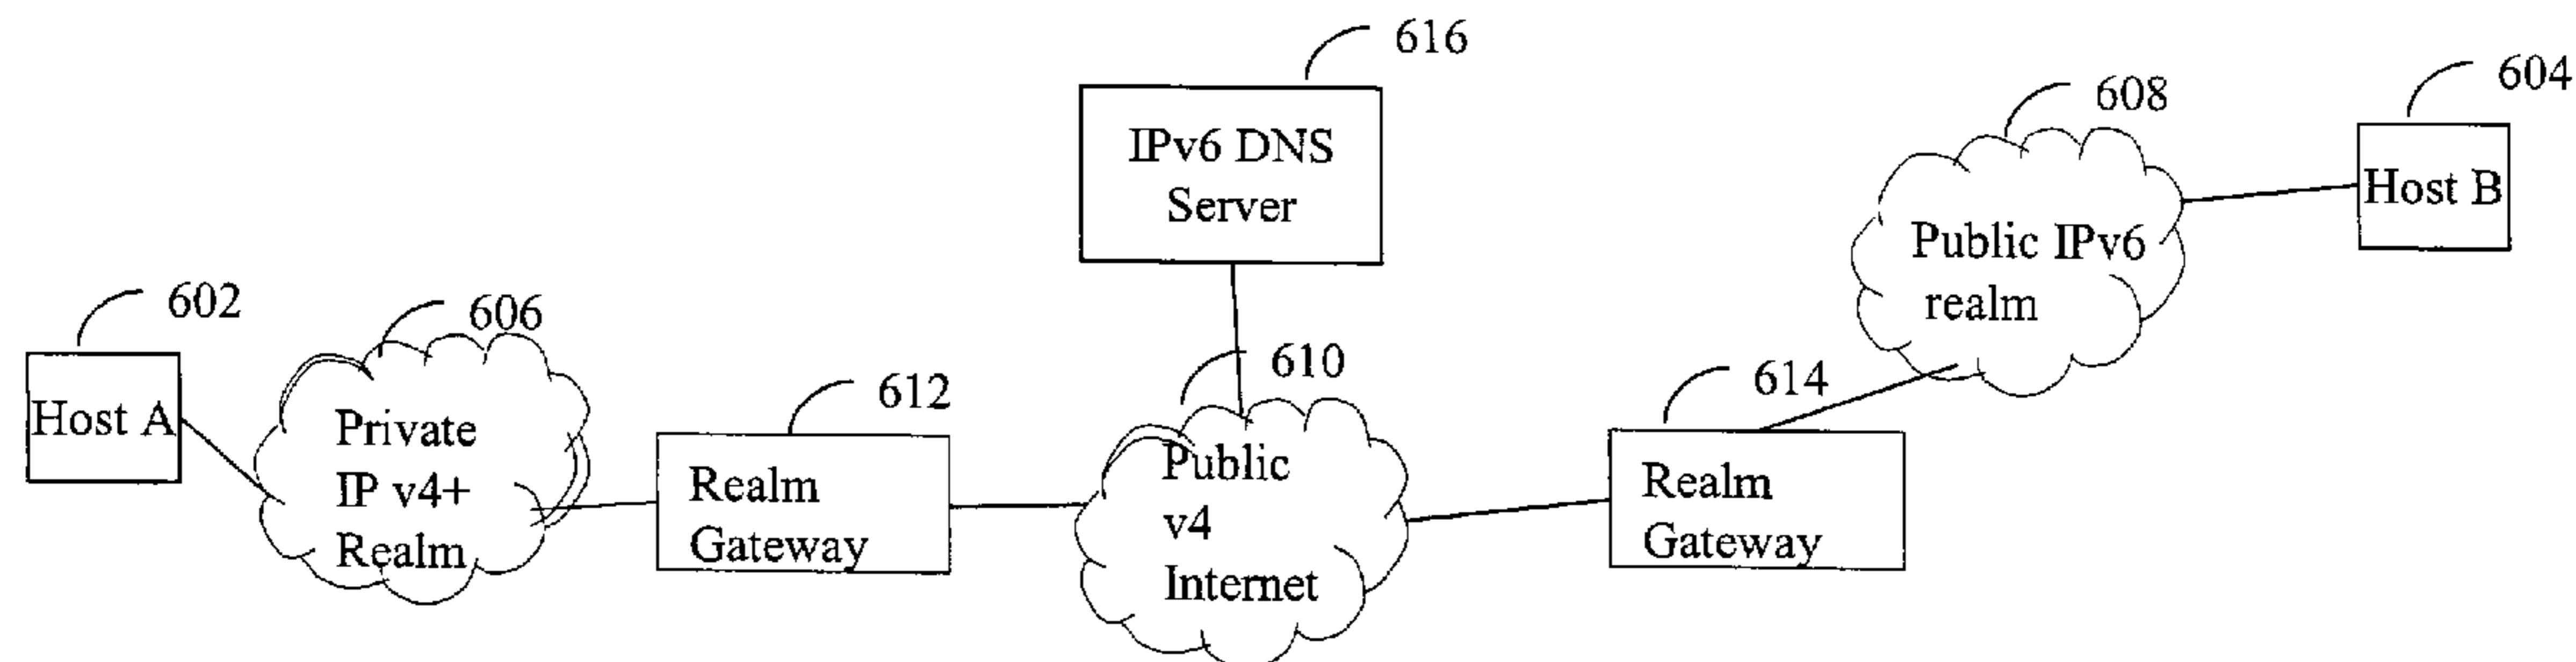 616
IPv6 DNS
Server
604
Host B
608
Public IPv6
realm
602
Host A
606
Private
IP v4+
Realm
612
Realm
Gateway
610
Public
v4
Internet
614
Realm
Gateway